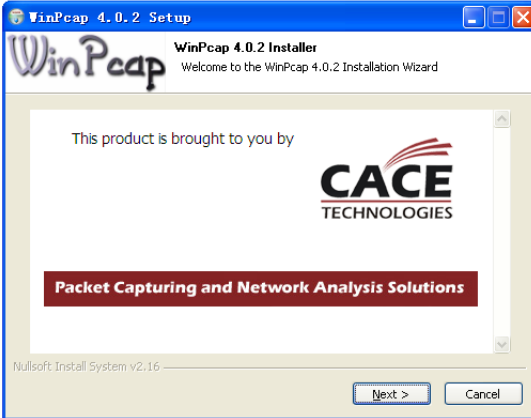 WinPcap 4.0.2 Setup
WinPcap
WinPcap 4.0.2 Installer
Welcome to the WinPcap 4.0.2 Installation Wizard
This product is brought to you by
CACE
TECHNOLOGIES
Packet Capturing and Network Analysis Solutions
Nullsoft Install System v2.16
Next >
Cancel